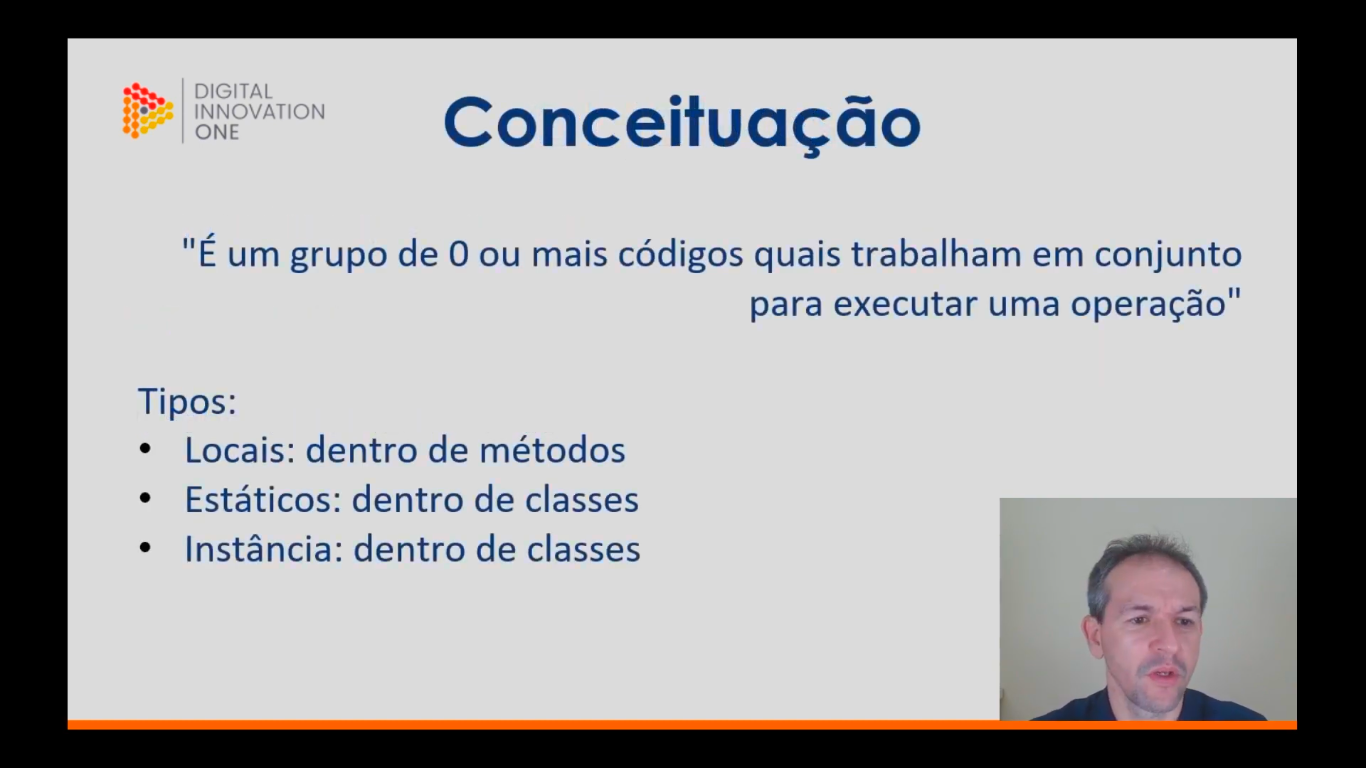 DIGITAL
INNOVATION
ONE
Conceituação
"É um grupo de 0 ou mais códigos quais trabalham em conjunto
para executar uma operação"
Tipos:
• Locais: dentro de métodos
• Estáticos: dentro de classes
• Instância: dentro de classes